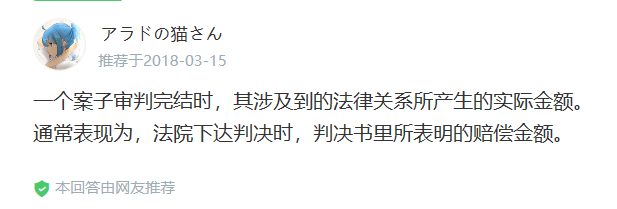 アラドの猫さん
推荐于2018-03-15
一个案子审判完结时，其涉及到的法律关系所产生的实际金额。
通常表现为，法院下达判决时，判决书里所表明的赔偿金额。
本回答由网友推荐